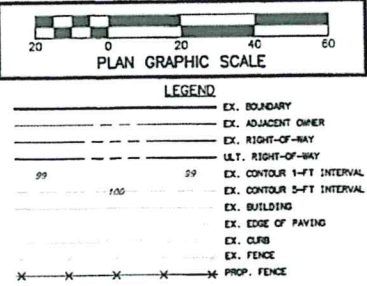 20 0 20 40 60
PLAN GRAPHIC SCALE
LEGEND
EX. BOUNDARY
EX. ADJACENT OWNER
EX. RIGHT-OF-WAY
ULT. RIGHT-OF-WAY
99 99 EX. CONTOUR 1-FT INTERVAL
100 EX. CONTOUR 5-FT INTERVAL
EX. BUILDING
EX. EDGE OF PAVING
EX. CURB
EX. FENCE
PROP. FENCE